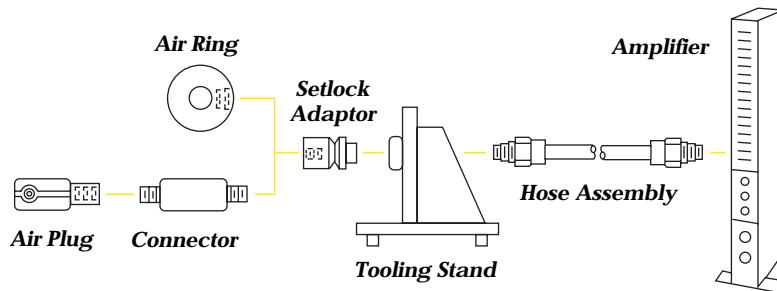 Air Ring
Amplifier
Setlock
Adaptor
Hose Assembly
Air Plug
Connector
Tooling Stand